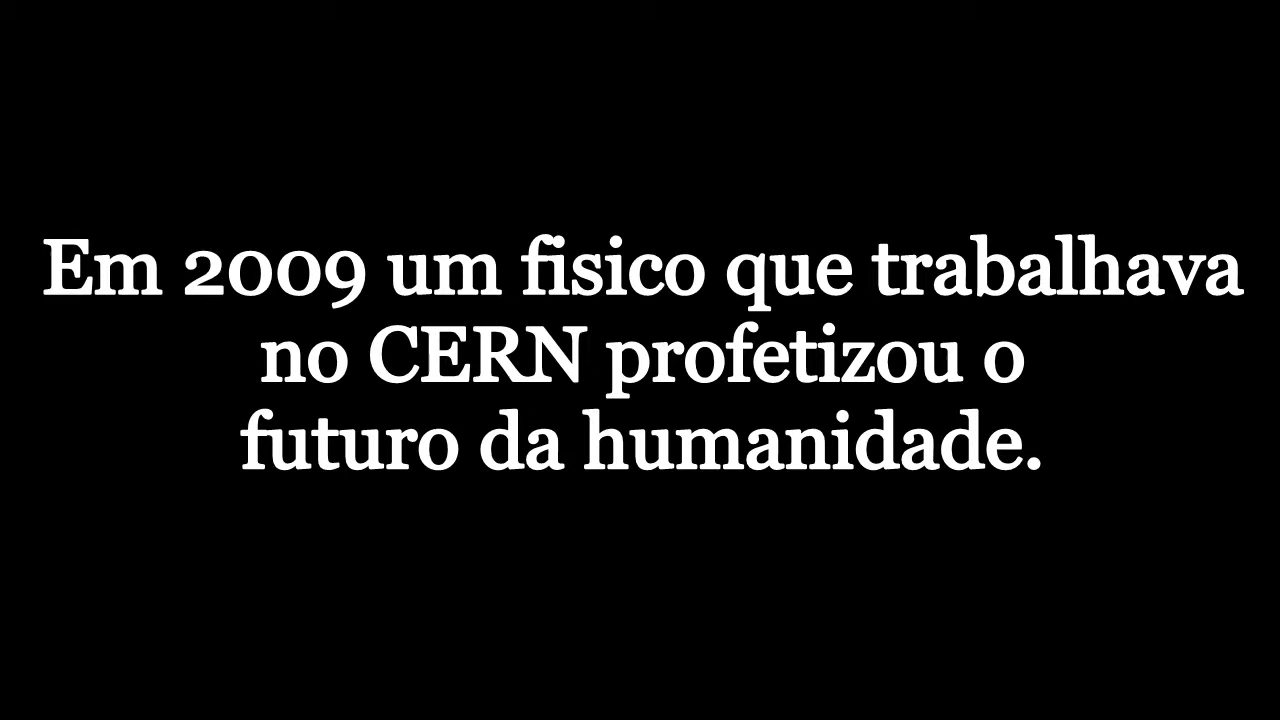 Em 2009 um fisico que trabalhava
no CERN profetizou o
futuro da humanidade.